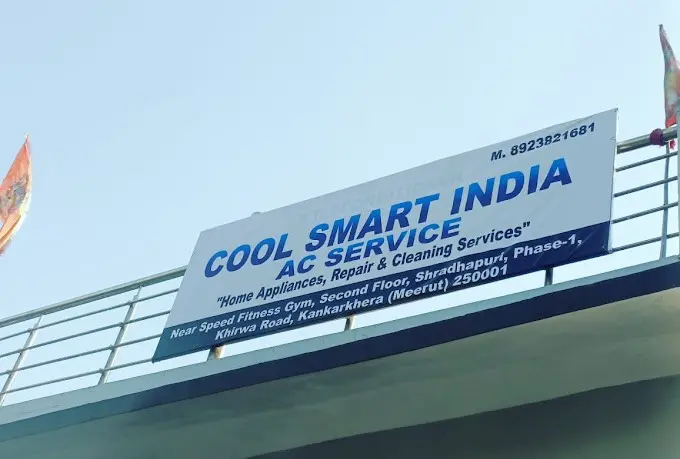 M. 8923821681
COOL SMART INDIA
AC SERVICE
"Home Appliances, Repair & Cleaning Services"
Near Speed Fitness Gym, Second Floor, Shradhapuri, Phase-1,
Khirwa Road, Kankarkhera (Meerut) 250001